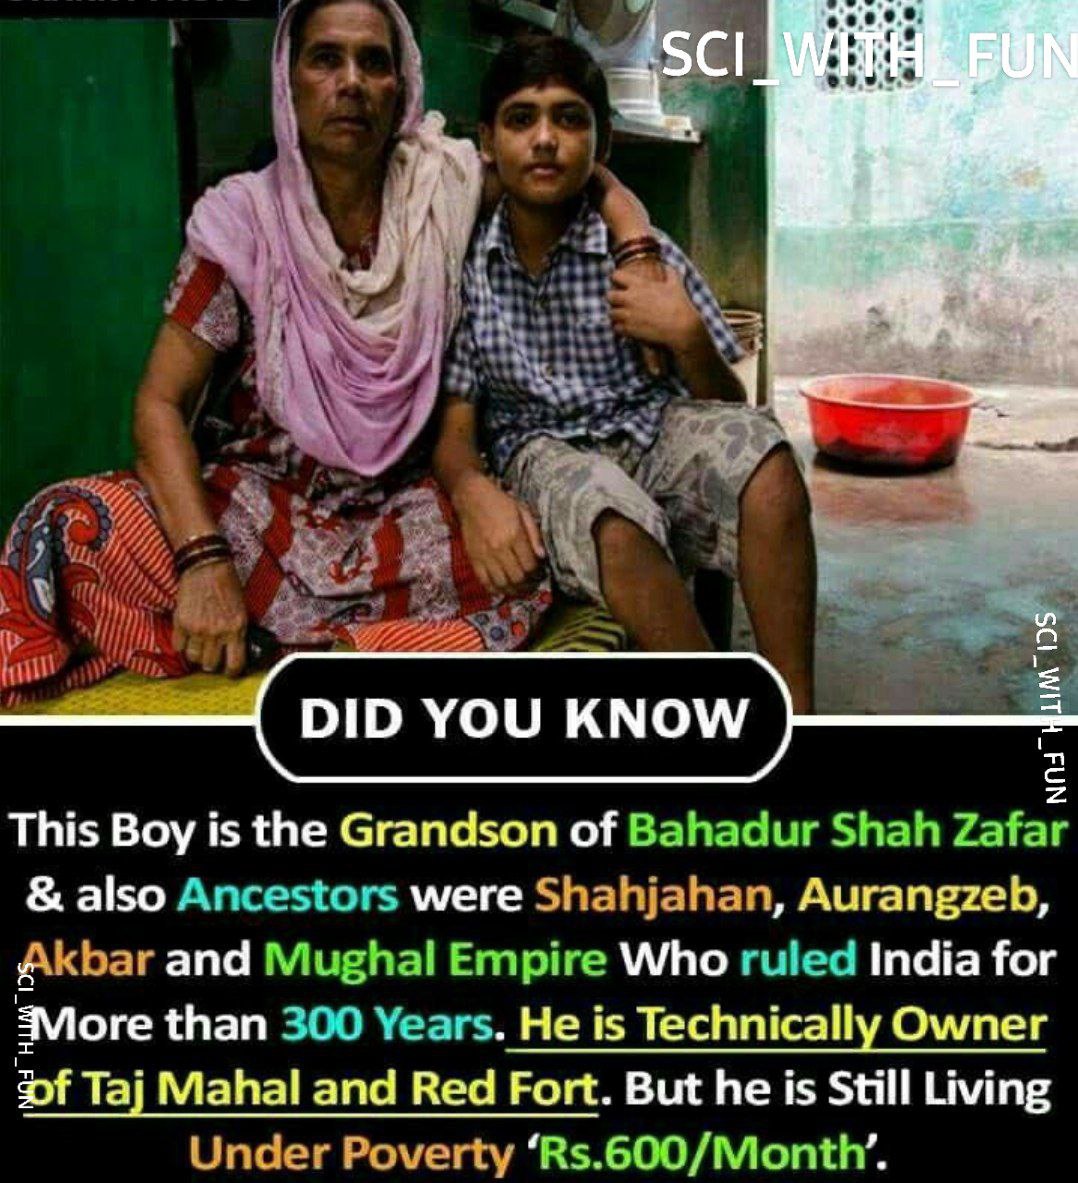 SCI_WITH_FUN
SCI_WITH_FUN
DID YOU KNOW
This Boy is the Grandson of Bahadur Shah Zafar
& also Ancestors were Shahjahan, Aurangzeb,
Akbar and Mughal Empire Who ruled India for
More than 300 Years. He is Technically Owner
of Taj Mahal and Red Fort. But he is Still Living
Under Poverty ‘Rs.600/Month’.
SCI_WITH_FUN